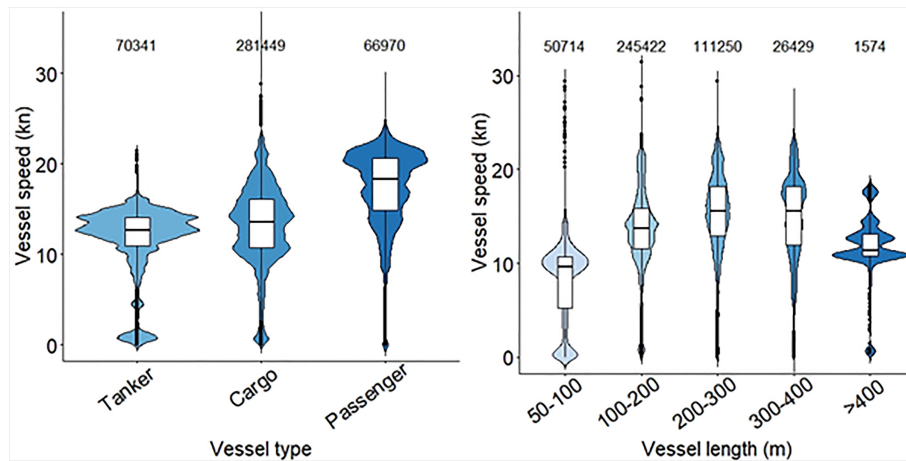 70341 281449 66970
30
20
10
0
Vessel speed (kn)
Tanker Cargo Passenger
Vessel type
50714 245422 111250 26429 1574
30
20
10
0
Vessel speed (kn)
50-100 100-200 200-300 300-400 >400
Vessel length (m)